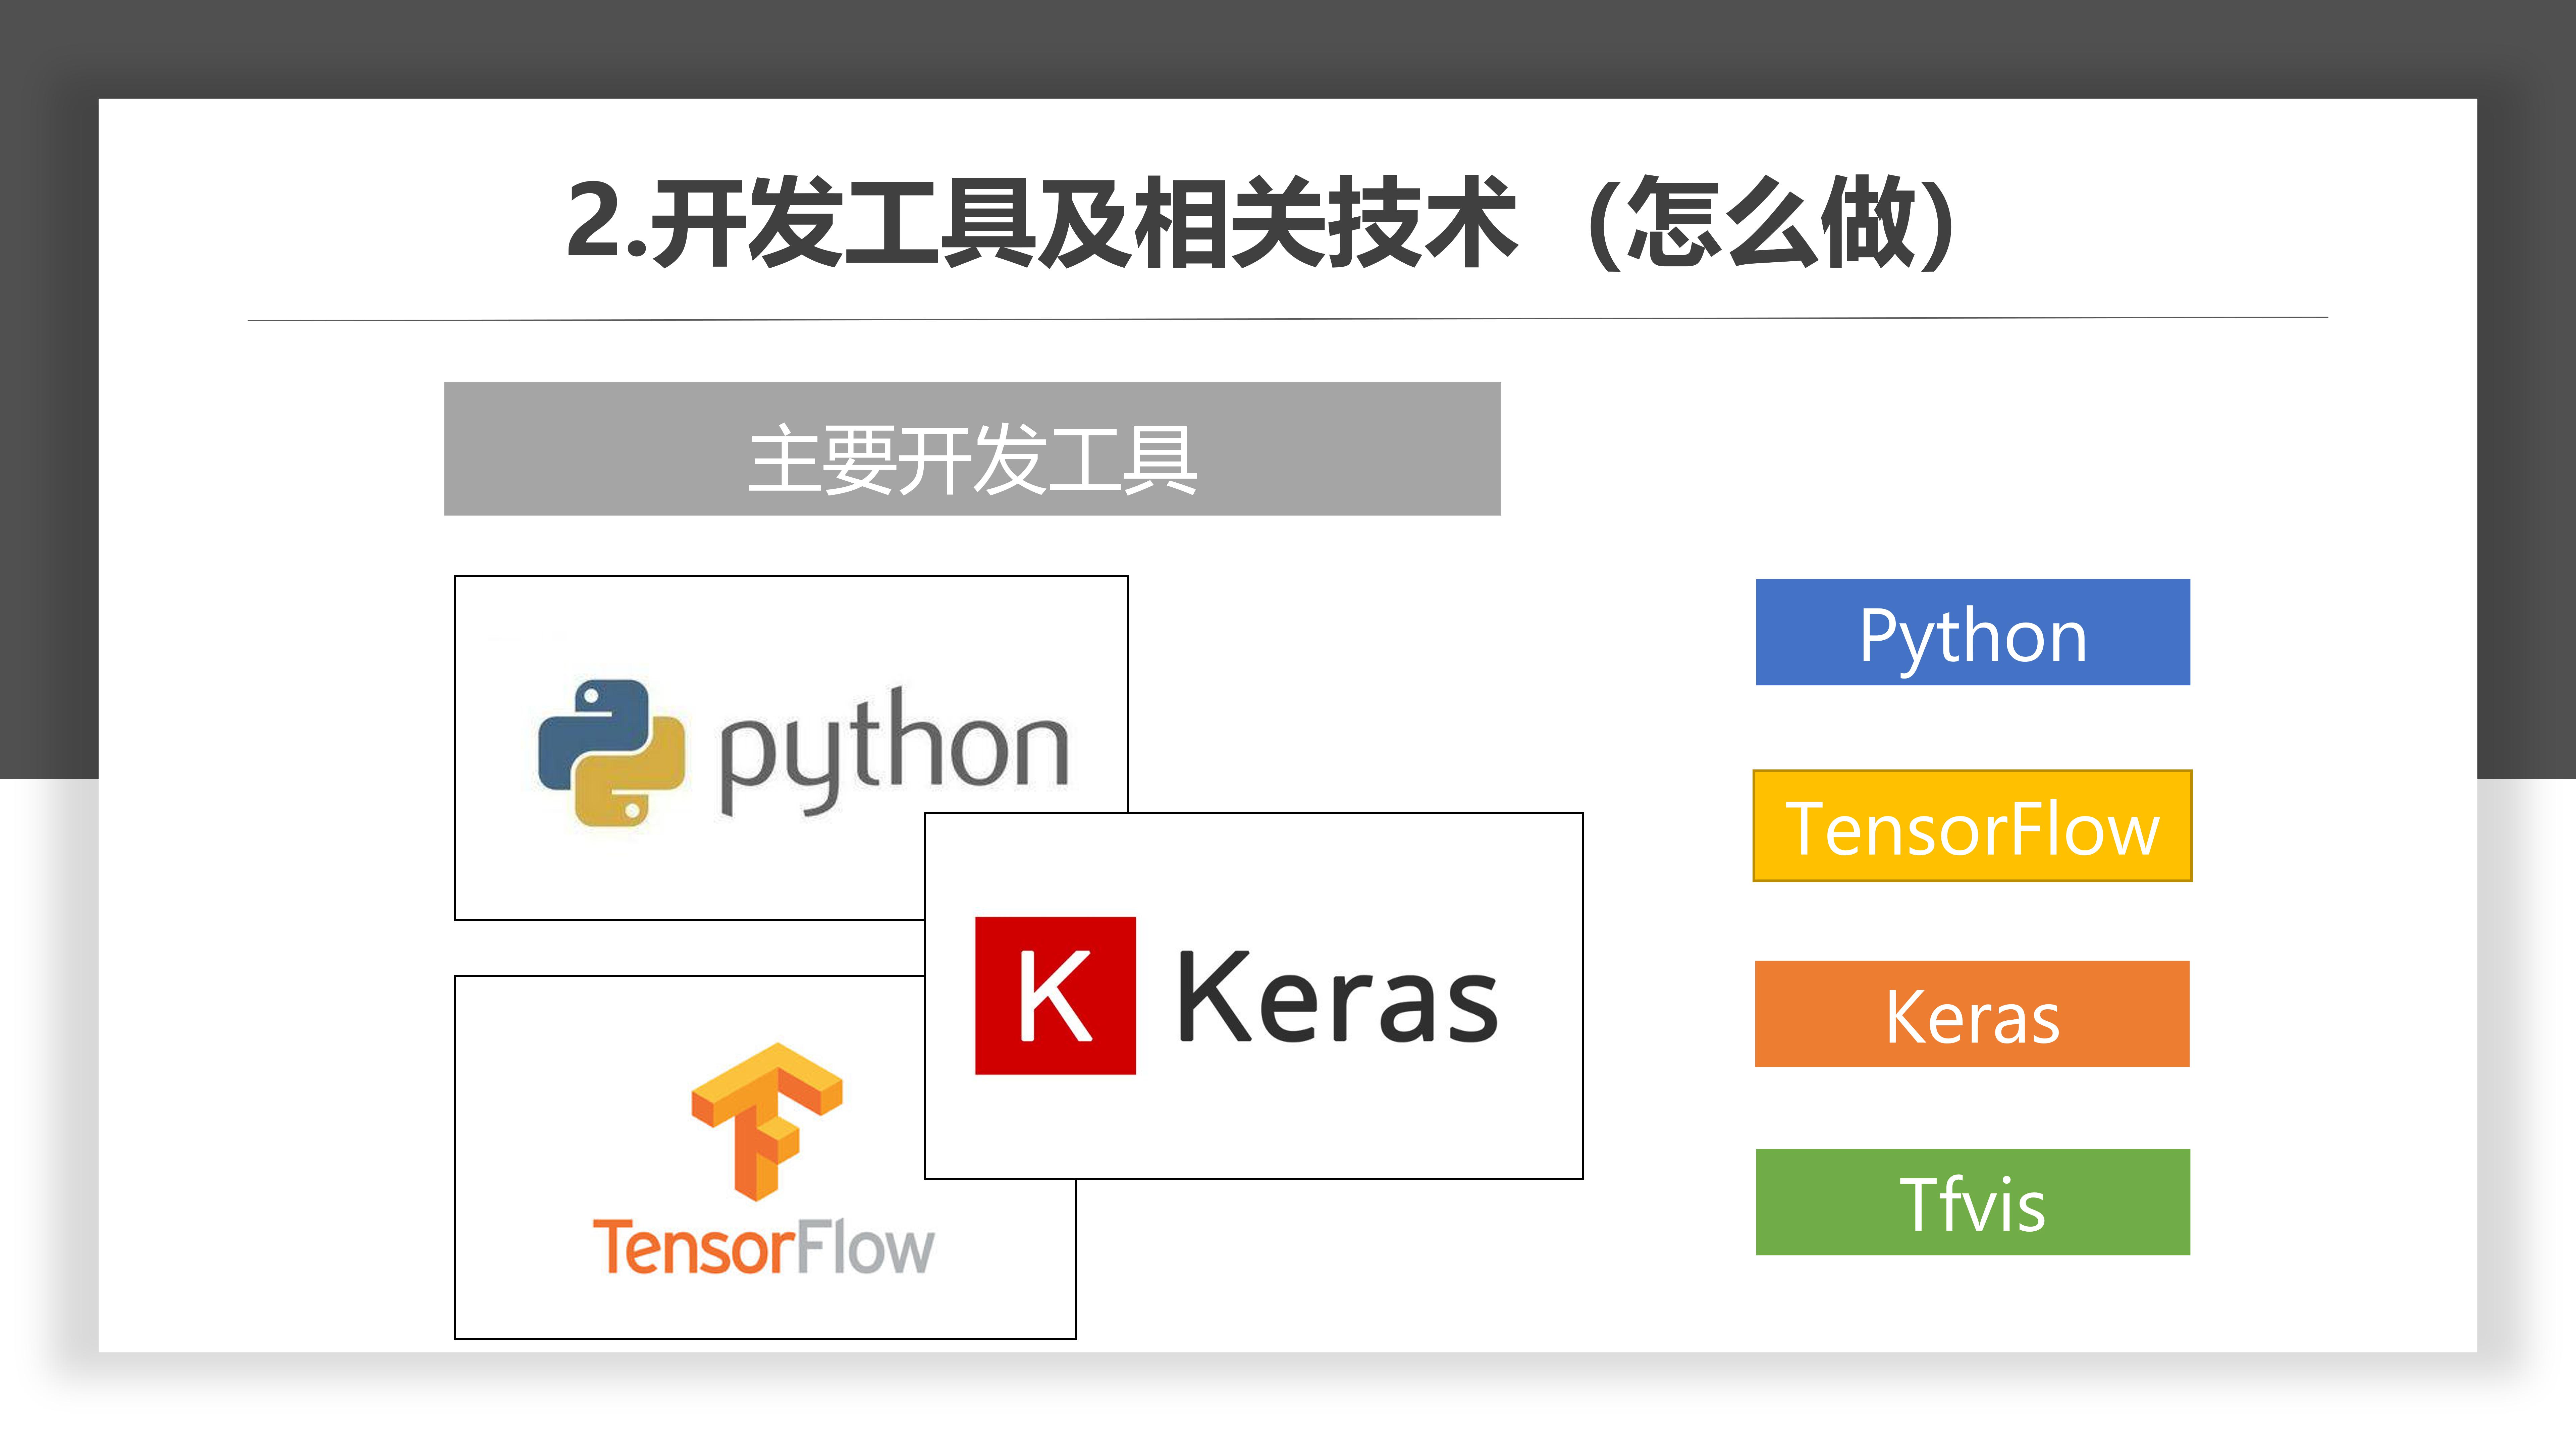 2.开发工具及相关技术（怎么做）
主要开发工具
python
K Keras
TensorFlow
Python
TensorFlow
Keras
Tfvis